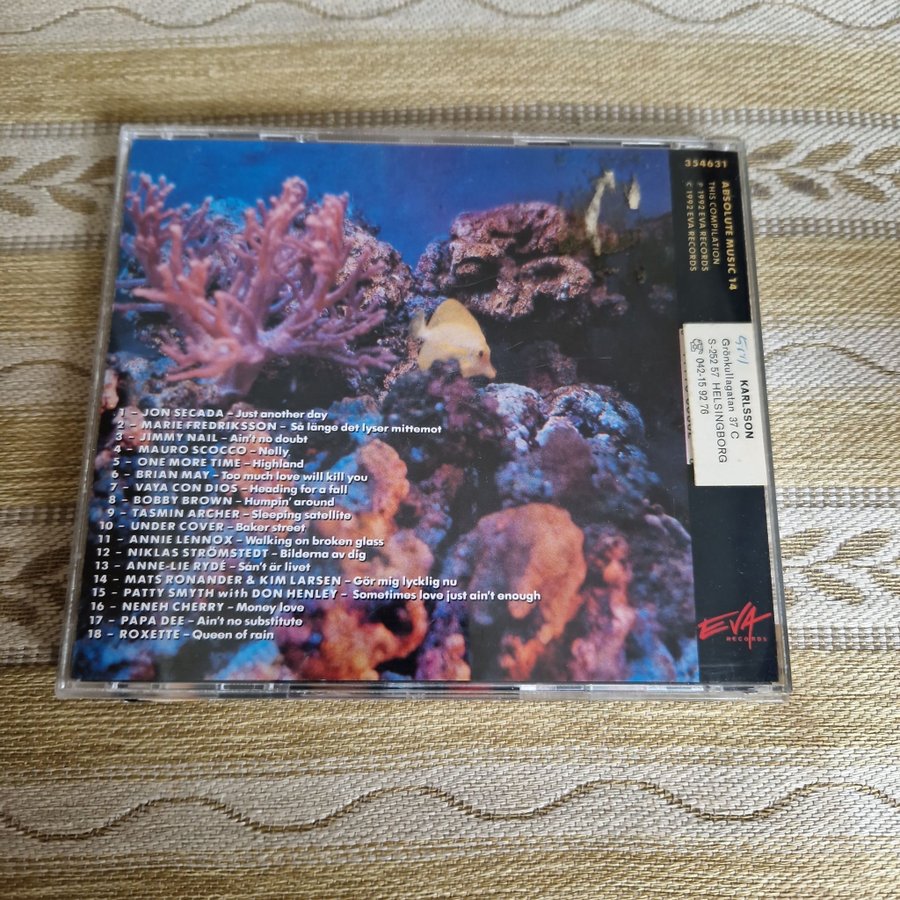 1 – JON SECADA – Just another day
2 – MARIE FREDRIKSSON – Så länge det lyser mittemot
3 – JIMMY NAIL – Ain't no doubt
4 – MAURO SCOCCO – Nelly
5 – ONE MORE TIME – Highland
6 – BRIAN MAY – Too much love will kill you
7 – VAYA CON DIOS – Heading for a fall
8 – BOBBY BROWN – Humpin' around
9 – TASMIN ARCHER – Sleeping satellite
10 – UNDER COVER – Baker street
11 – ANNIE LENNOX – Walking on broken glass
12 – NIKLAS STRÖMSTEDT – Bilderna av dig
13 – ANNE-LIE RYDÉ – Sån't är livet
14 – MATS RONANDER & KIM LARSEN – Gör mig lycklig nu
15 – PATTY SMYTH with DON HENLEY – Sometimes love just ain't enough
16 – NENEH CHERRY – Money love
17 – PAPA DEE – Ain't no substitute
18 – ROXETTE – Queen of rain
354631
ABSOLUTE MUSIC 14
THIS COMPILATION
P 1992 EVA RECORDS
C 1992 EVA RECORDS
KARLSSON
Grönkullagatan 37 C
S-252 57 HELSINGBORG
042-15 92 76
EVA
RECORDS